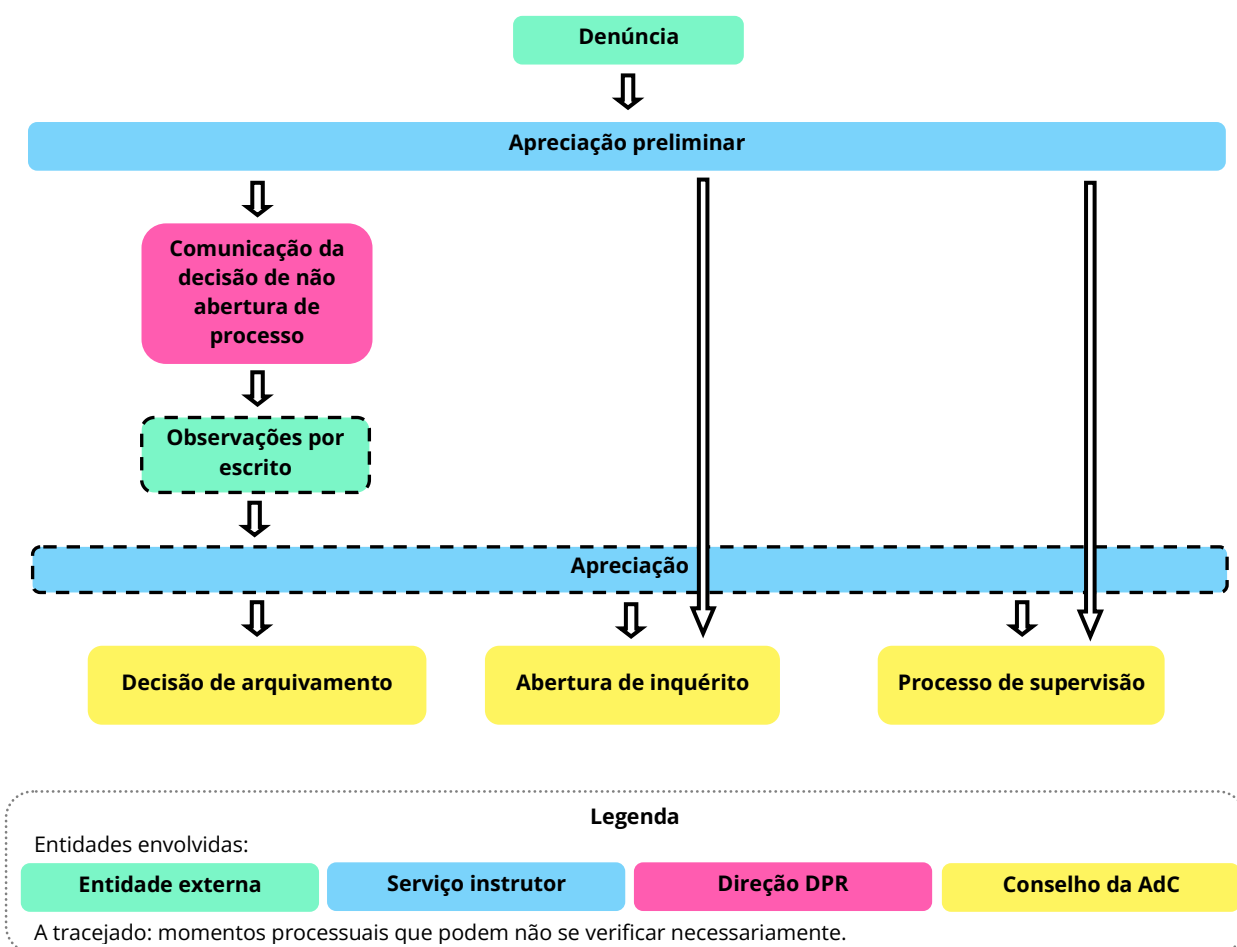 Denúncia
Apreciação preliminar
Comunicação da
decisão de não
abertura de
processo
Observações por
escrito
Apreciação
Decisão de arquivamento
Abertura de inquérito
Processo de supervisão
Legenda
Entidades envolvidas:
Entidade externa
Serviço instrutor
Direção DPR
Conselho da AdC
A tracejado: momentos processuais que podem não se verificar necessariamente.